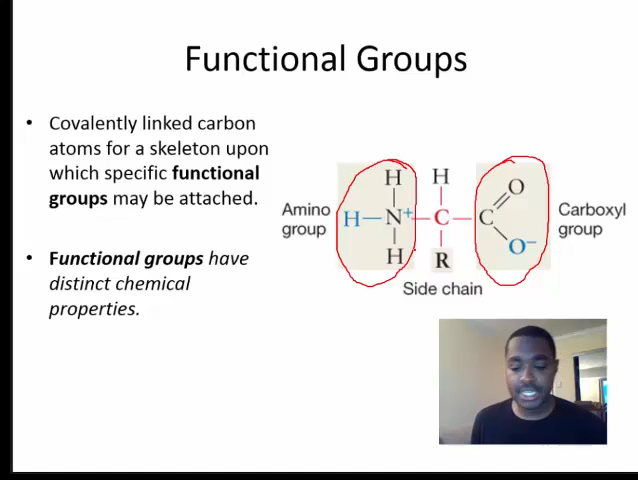 Functional Groups
• Covalently linked carbon
atoms for a skeleton upon
which specific functional
groups may be attached.
• Functional groups have
distinct chemical
properties.
Amino
group
H
H
H—N+—C—C
O
O−
H
R
Side chain
Carboxyl
group